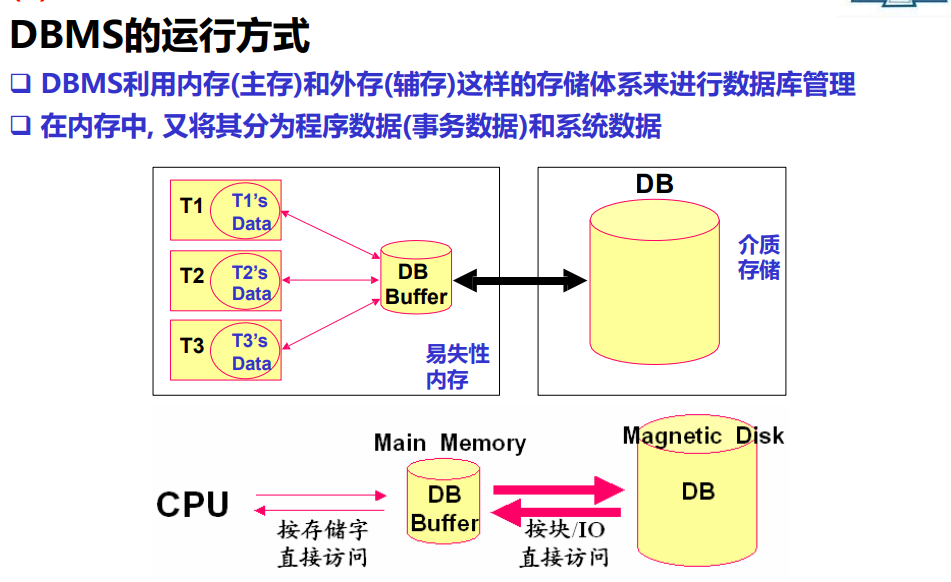 DBMS的运行方式
❑ DBMS利用内存(主存)和外存(辅存)这样的存储体系来进行数据库管理
❑ 在内存中, 又将其分为程序数据(事务数据)和系统数据
T1
T1’s
Data
T2
T2’s
Data
T3
T3’s
Data
DB
Buffer
易失性
内存
DB
介质
存储
CPU
按存储字
直接访问
Main Memory
DB
Buffer
按块/IO
直接访问
Magnetic Disk
DB